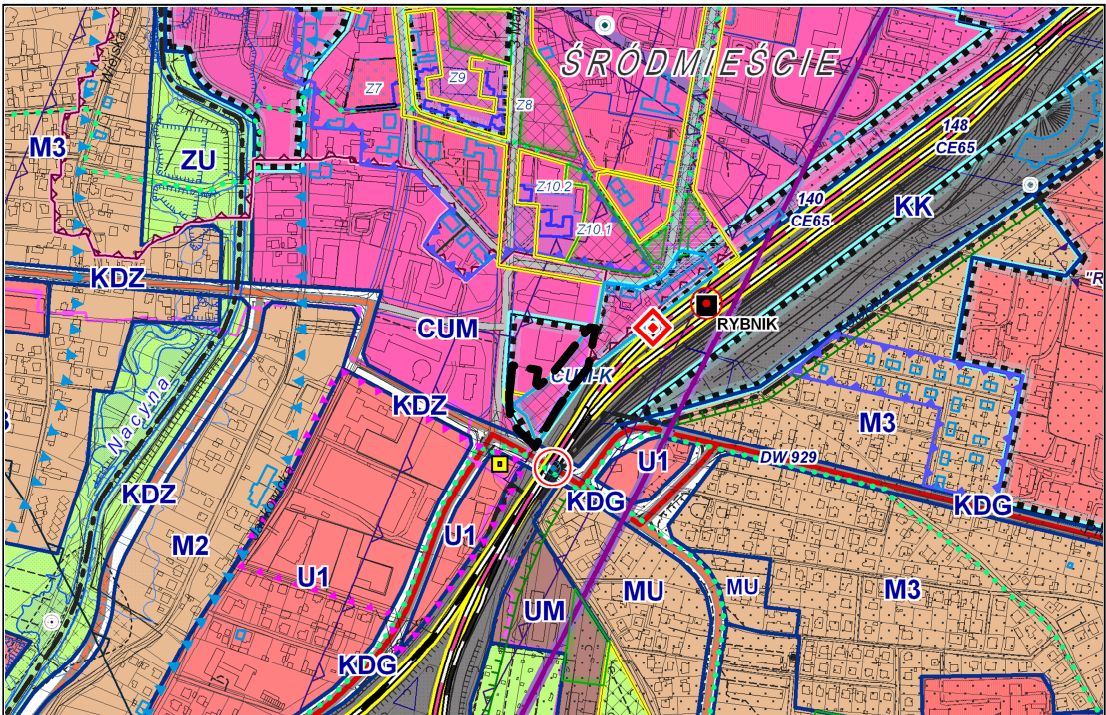 Wiejska
ŚRÓDMIEŚCIE
Z9
Z7
Z8
148
CE65
M3
ZU
Z10.2
140
CE65
KK
Z10.1
KDZ
"R
RYBNIK
CUM
CUM-K
KDZ
M3
Nacyna
U1
DW 929
KDZ
KDG
KDG
M2
U1
U1
MU
MU
M3
UM
KDG